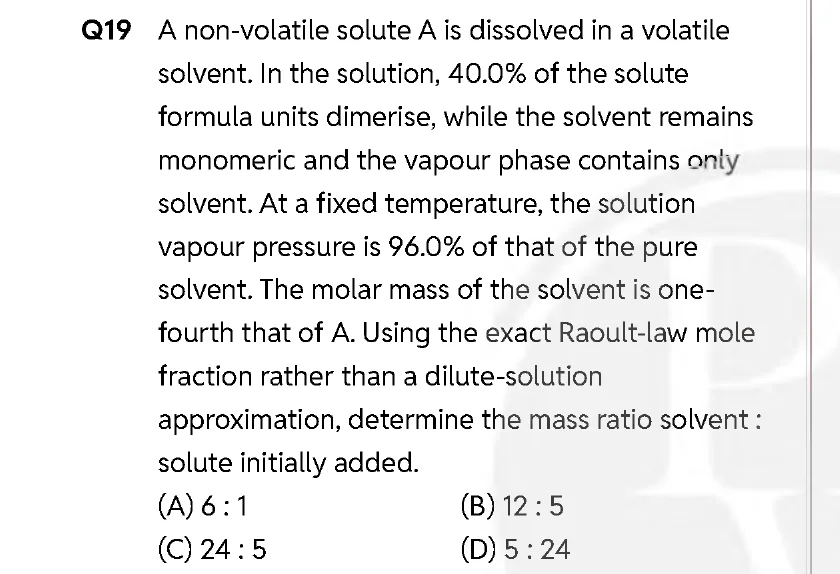 Q19 A non-volatile solute A is dissolved in a volatile
solvent. In the solution, 40.0% of the solute
formula units dimerise, while the solvent remains
monomeric and the vapour phase contains only
solvent. At a fixed temperature, the solution
vapour pressure is 96.0% of that of the pure
solvent. The molar mass of the solvent is one-
fourth that of A. Using the exact Raoult-law mole
fraction rather than a dilute-solution
approximation, determine the mass ratio solvent :
solute initially added.
(A) 6 : 1 (B) 12 : 5
(C) 24 : 5 (D) 5 : 24